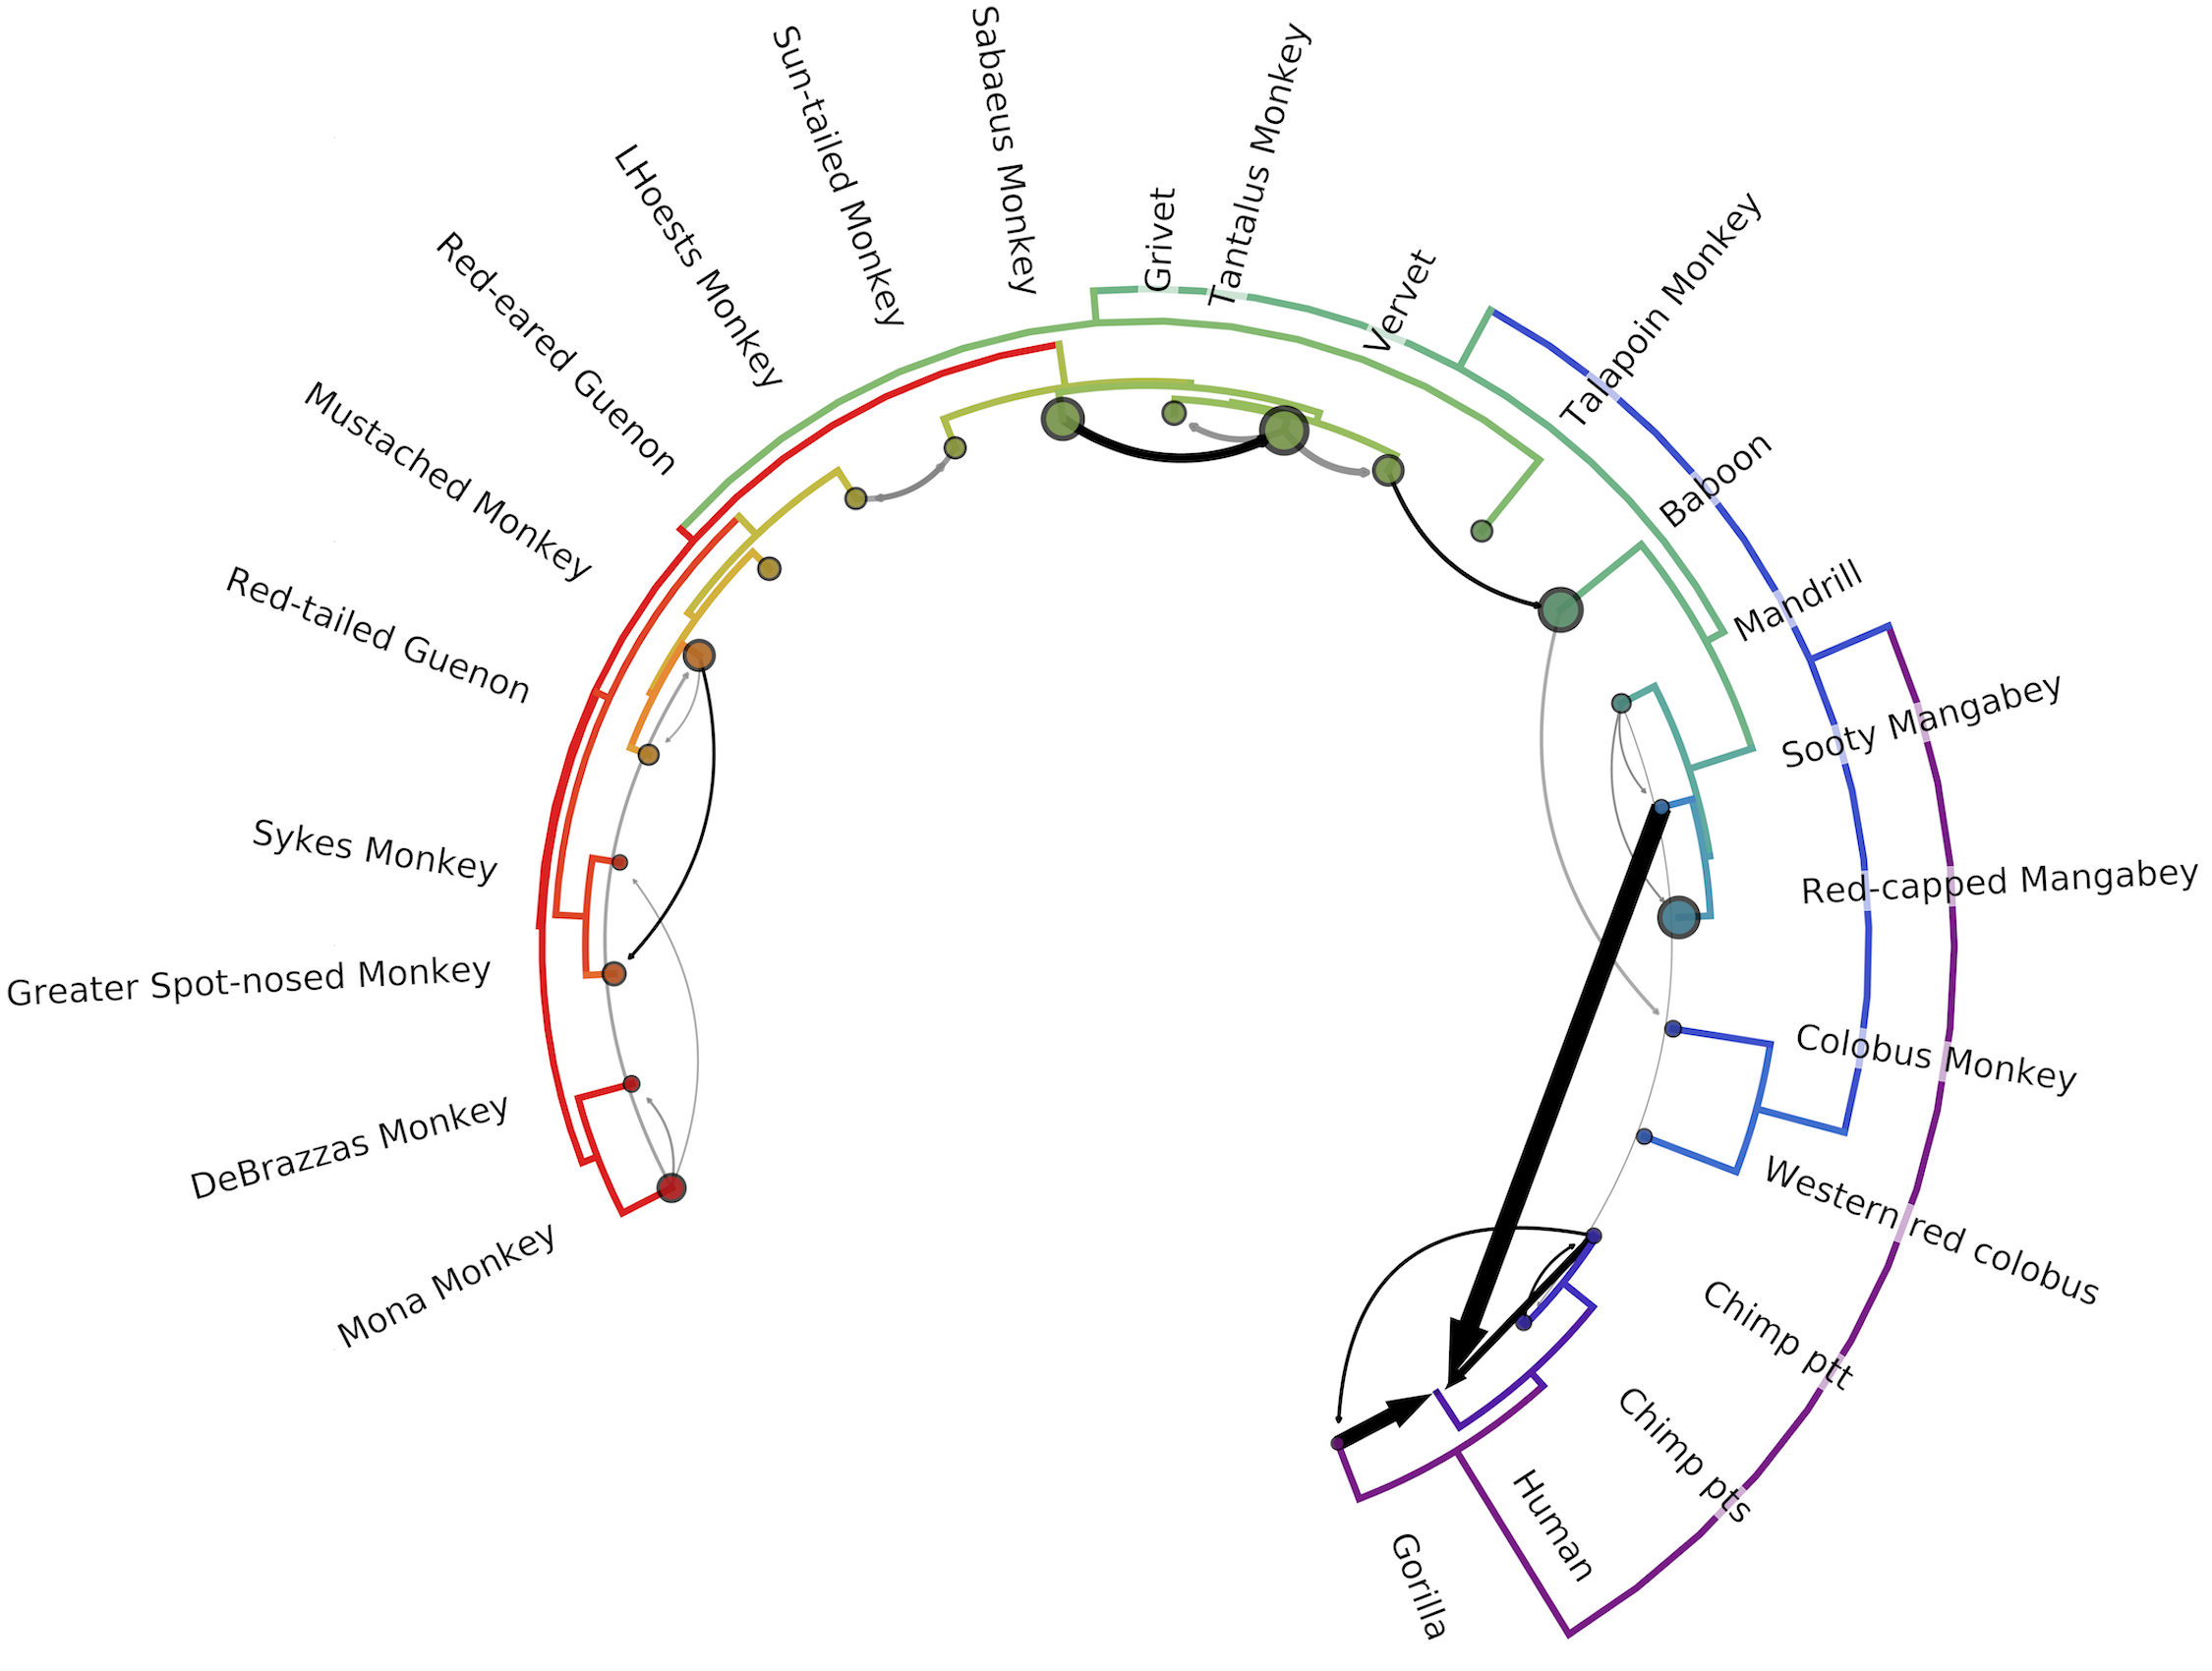 Mona Monkey
DeBrazzas Monkey
Greater Spot-nosed Monkey
Sykes Monkey
Red-tailed Guenon
Mustached Monkey
Red-eared Guenon
LHoests Monkey
Sun-tailed Monkey
Sabaeus Monkey
Grivet
Tantalus Monkey
Vervet
Talapoin Monkey
Baboon
Mandrill
Sooty Mangabey
Red-capped Mangabey
Colobus Monkey
Western red colobus
Chimp ptt
Chimp pts
Human
Gorilla